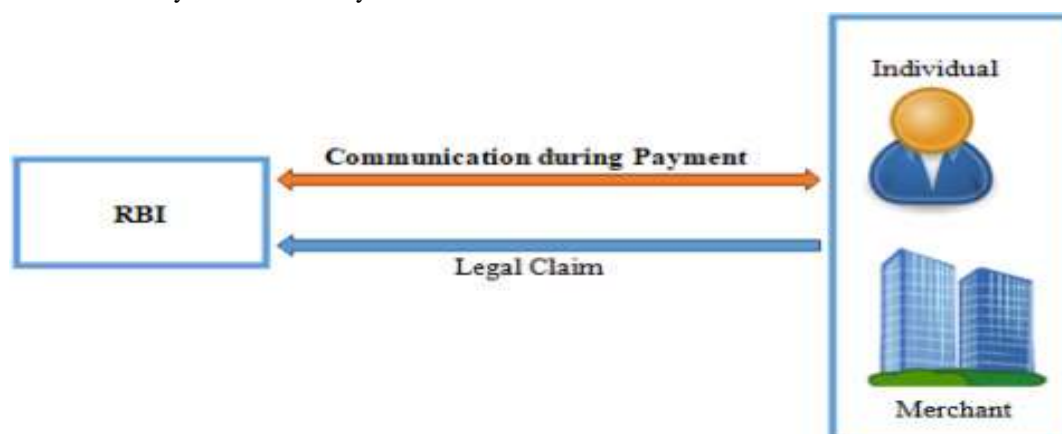 Individual
Communication during Payment
RBI
Legal Claim
Merchant